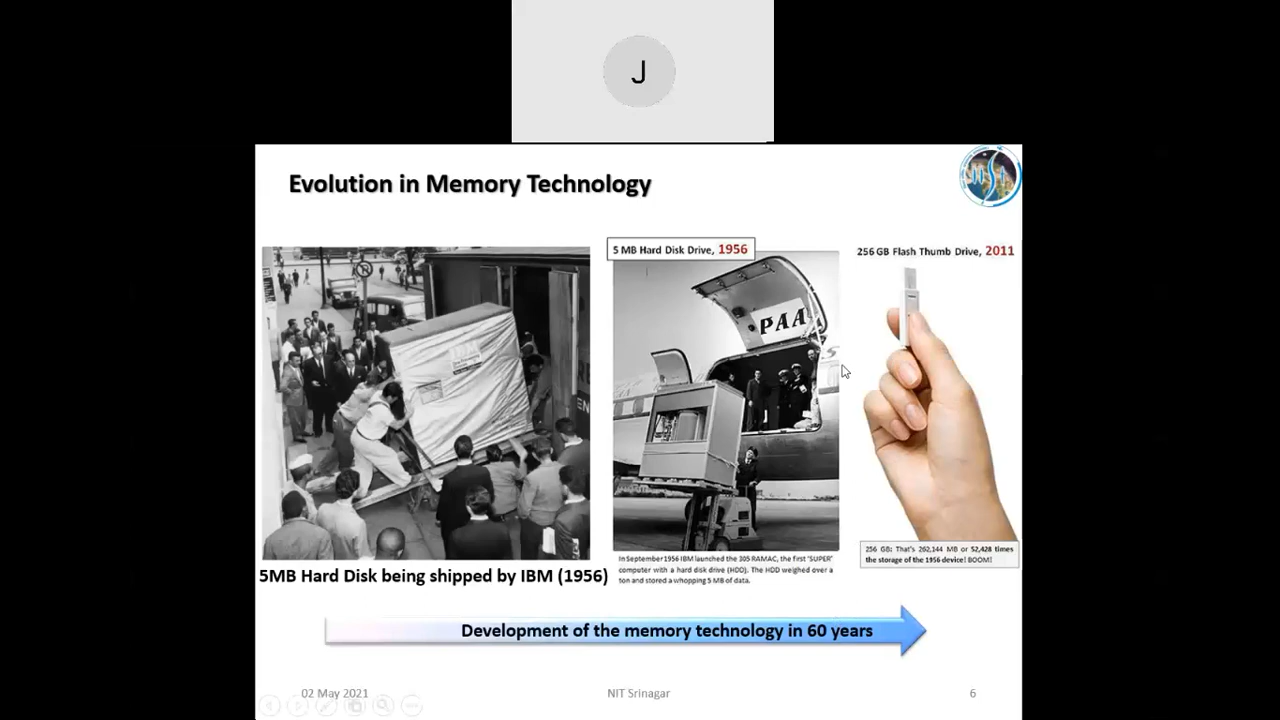 J
Evolution in Memory Technology
5 MB Hard Disk Drive, 1956
256 GB Flash Thumb Drive, 2011
PAA
5MB Hard Disk being shipped by IBM (1956)
In September 1956 IBM launched the 305 RAMAC, the first 'SUPER'
computer with a hard disk drive (HDD). The HDD weighed over a
ton and stored a whopping 5 MB of data.
256 GB: That's 262,144 MB or 52,428 times
the storage of the 1956 device! BOOM!
Development of the memory technology in 60 years
02 May 2021
NIT Srinagar
6